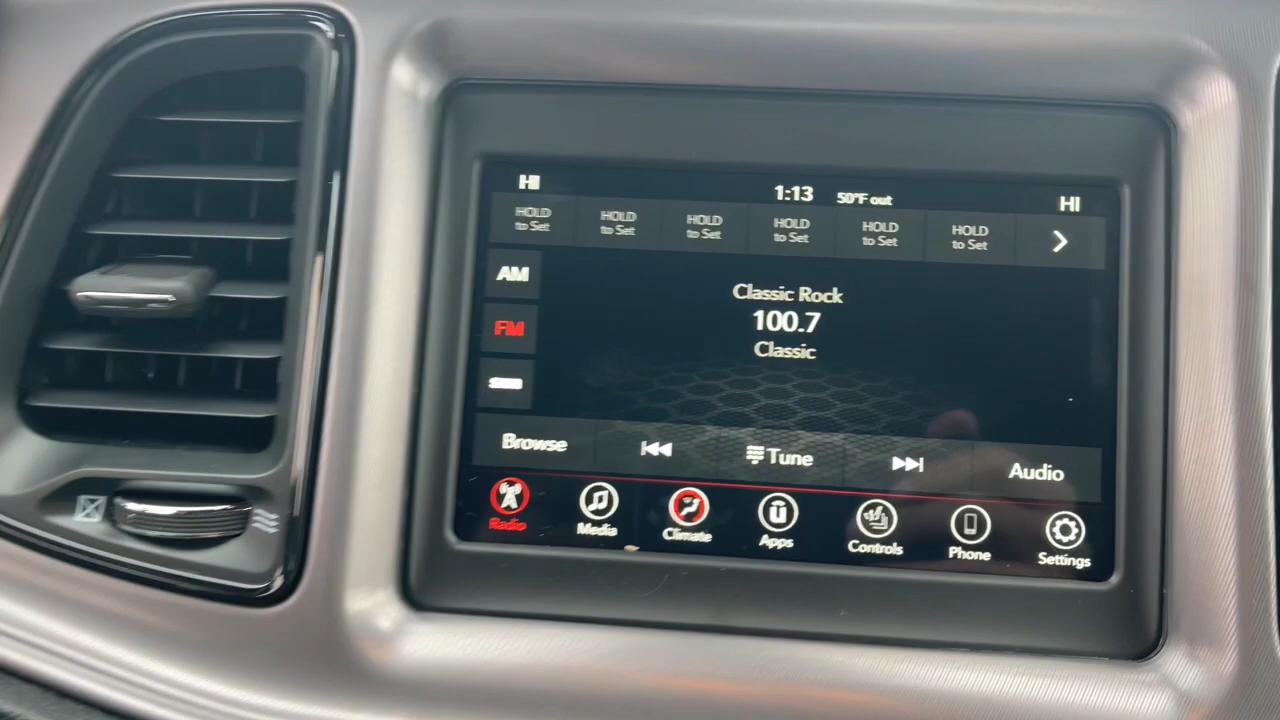 HI 1:13 50°F out HI
HOLD HOLD HOLD HOLD HOLD HOLD
to Set to Set to Set to Set to Set to Set
AM
Classic Rock
FM 100.7
Classic
Browse Tune Audio
Radio Media Climate Apps Controls Phone Settings